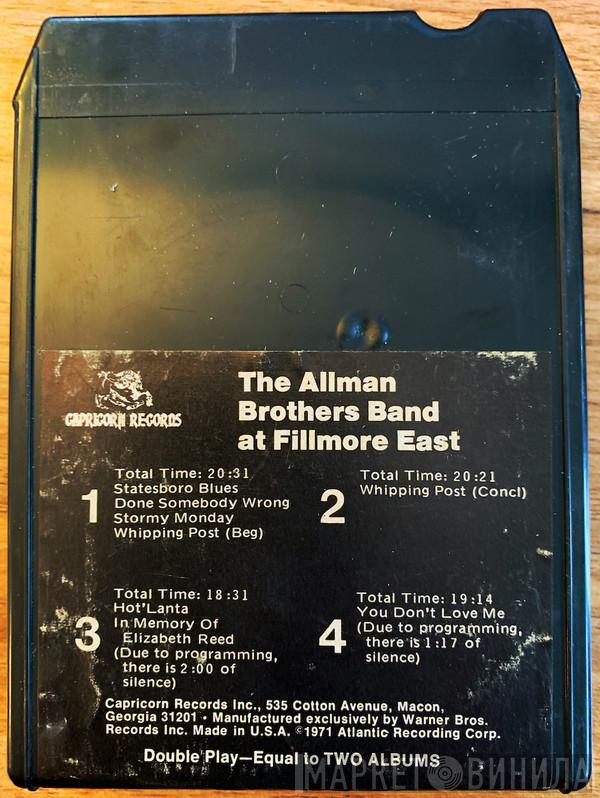 CAPRICORN RECORDS
The Allman
Brothers Band
at Fillmore East
1
Total Time: 20:31
Statesboro Blues
Done Somebody Wrong
Stormy Monday
Whipping Post (Beg)
2
Total Time: 20:21
Whipping Post (Concl)
3
Total Time: 18:31
Hot'Lanta
In Memory Of
Elizabeth Reed
(Due to programming,
there is 2:00 of
silence)
4
Total Time: 19:14
You Don't Love Me
(Due to programming,
there is 1:17 of
silence)
Capricorn Records Inc., 535 Cotton Avenue, Macon,
Georgia 31201 • Manufactured exclusively by Warner Bros.
Records Inc. Made in U.S.A. ©1971 Atlantic Recording Corp.
Double Play—Equal to TWO ALBUMS
МАРКЕТ ВИНИЛА